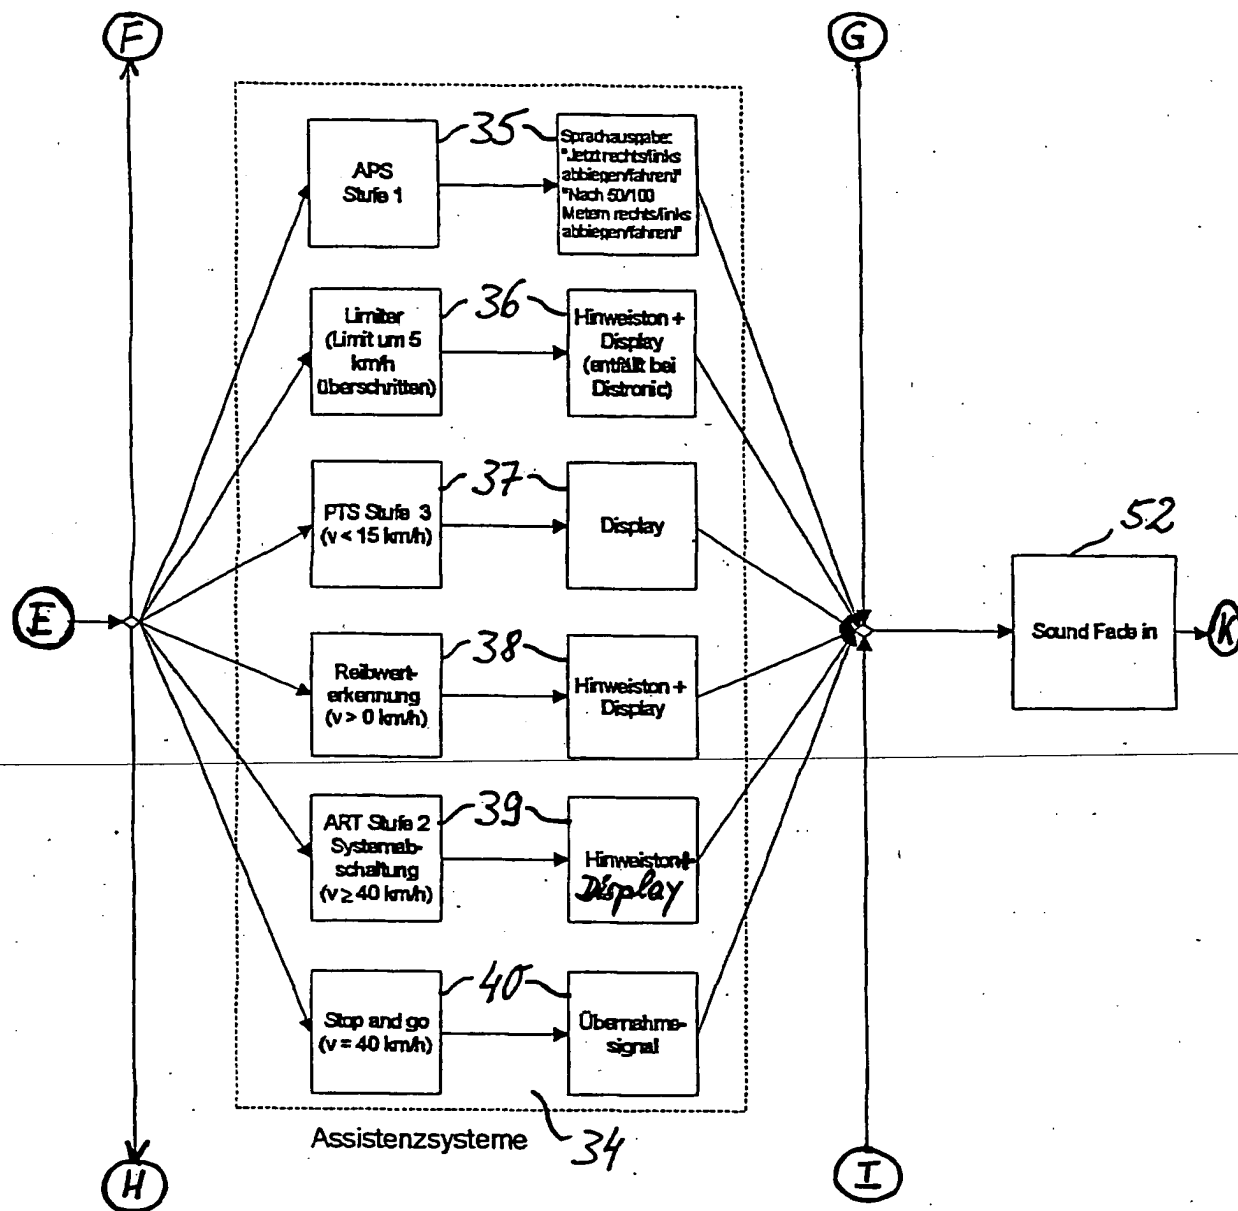 F
G
35
APS
Stufe 1
Sprachausgabe:
"Jetzt rechts/links
abbiegen/fahren!"
"Nach 50/100
Metern rechts/links
abbiegen/fahren!"
36
Limiter
(Limit um 5
km/h
überschritten)
Hinweiston +
Display
(entfällt bei
Distronic)
37
PTS Stufe 3
(v < 15 km/h)
Display
52
E
Sound Fade in
K
38
Reibwert-
erkennung
(v > 0 km/h)
Hinweiston +
Display
39
ART Stufe 2
Systemab-
schaltung
(v ≥ 40 km/h)
Hinweiston+
Display
40
Stop and go
(v = 40 km/h)
Übernahme-
signal
Assistenzsysteme
34
H
I